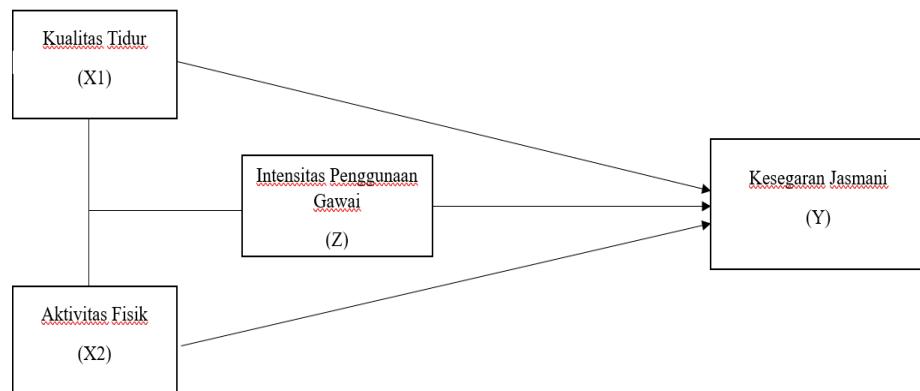 Kualitas Tidur
(X1)
Intensitas Penggunaan
Gawai
(Z)
Kesegaran Jasmani
(Y)
Aktivitas Fisik
(X2)